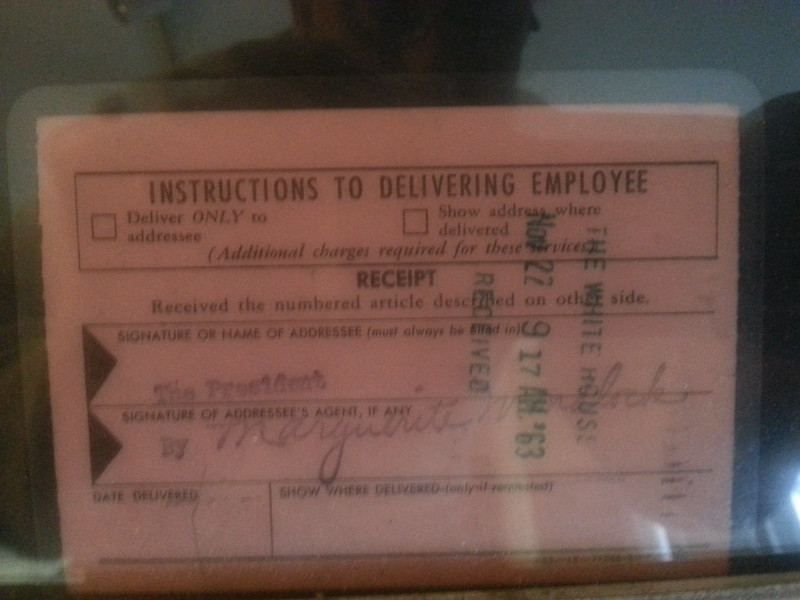 INSTRUCTIONS TO DELIVERING EMPLOYEE
Deliver ONLY to addressee
Show address where delivered
(Additional charges required for these services)
RECEIPT
Received the numbered article described on other side.
SIGNATURE OR NAME OF ADDRESSEE (must always be filled in)
The President
SIGNATURE OF ADDRESSEE'S AGENT, IF ANY
By Marguerite
DATE DELIVERED
SHOW WHERE DELIVERED (only if requested)
THE WHITE HOUSE
NOV 22 9 17 AM '63
RECEIVED